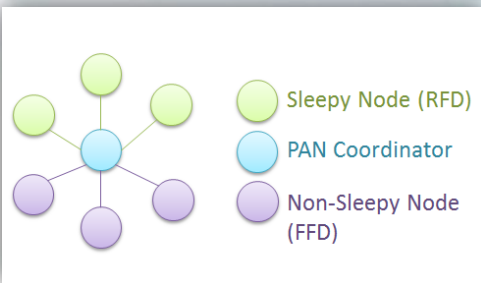 Sleepy Node (RFD)
PAN Coordinator
Non-Sleepy Node
(FFD)